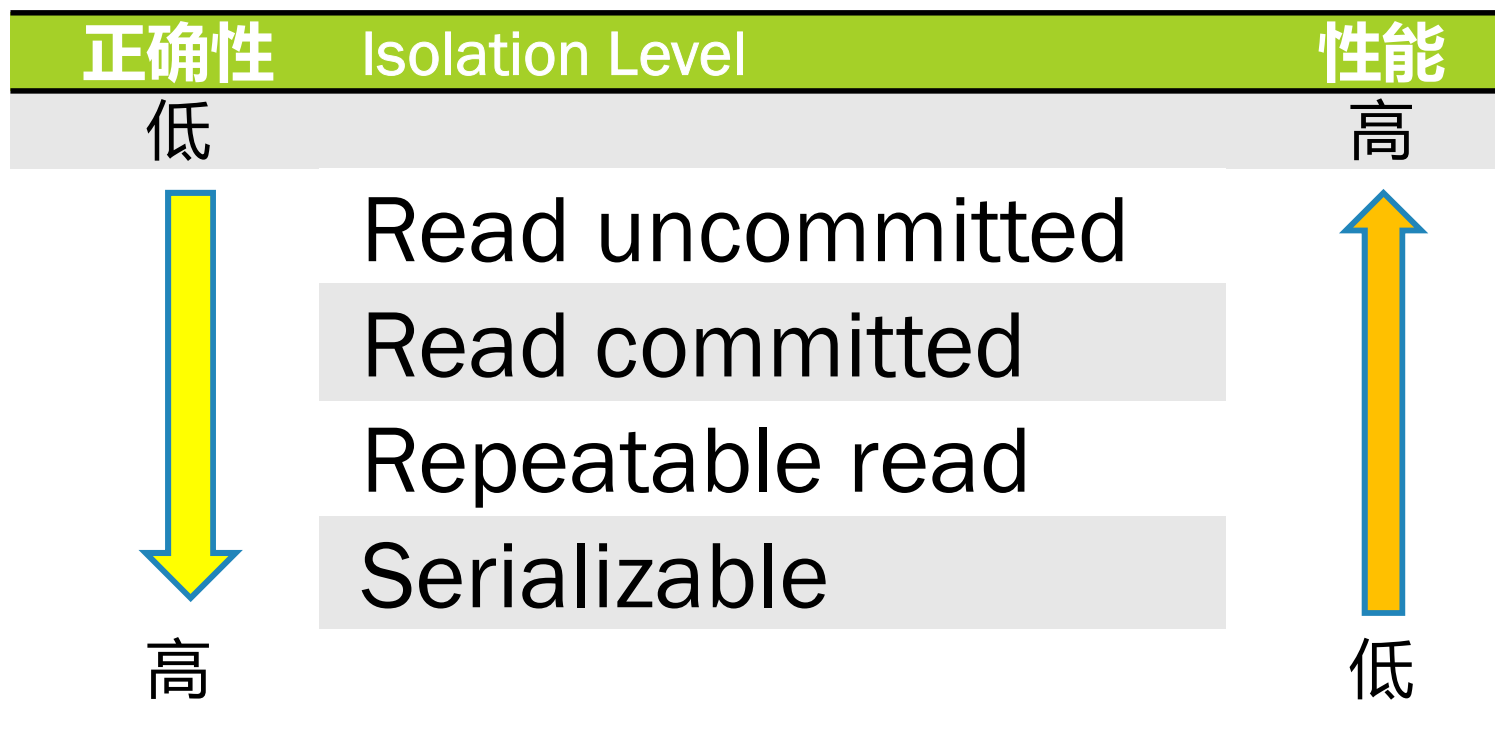 正确性 Isolation Level 性能
低 高
Read uncommitted
Read committed
Repeatable read
Serializable
高 低